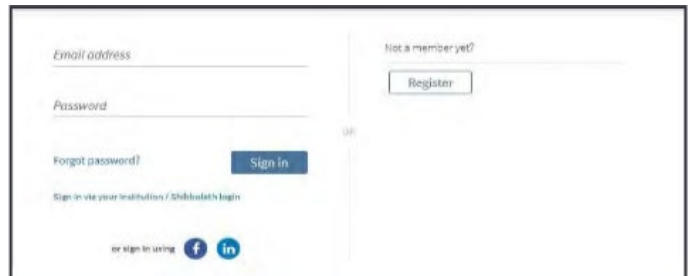 Email address
Password
Forgot password?
Sign in
Sign in via your institution / Shibboleth login
or sign in using f in
Not a member yet?
Register
OR